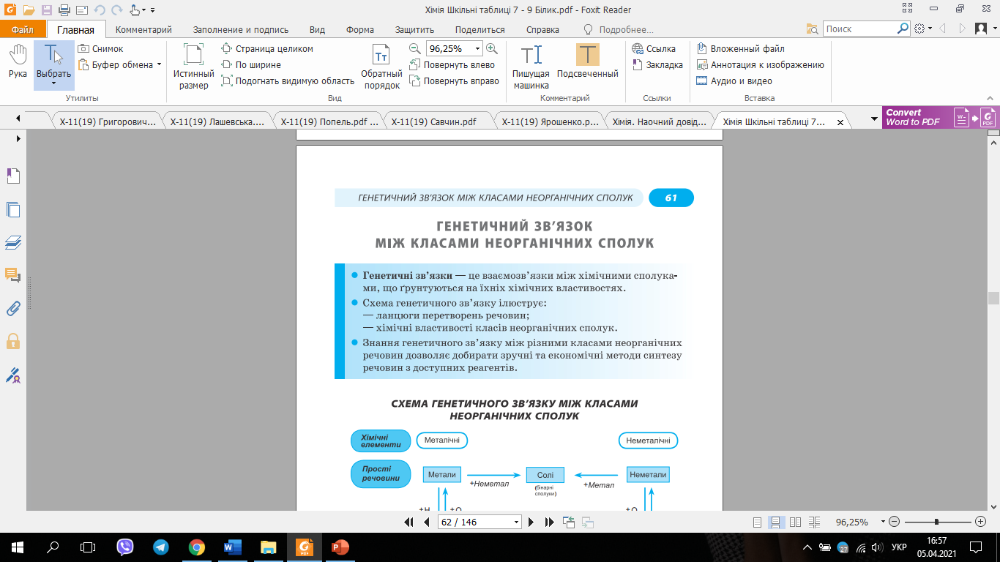 Хімія Шкільні таблиці 7 - 9 Білик.pdf - Foxit Reader
Файл Главная Комментарий Заполнение и подпись Вид Форма Защитить Поделиться Справка Подробнее... Поиск
Рука
Выбрать
Снимок
Буфер обмена
Утилиты
Истинный размер
Страница целиком
По ширине
Подогнать видимую область
Обратный порядок
96,25%
Повернуть влево
Повернуть вправо
Вид
Пишущая машинка
Подсвеченный
Комментарий
Ссылка
Закладка
Ссылки
Вложенный файл
Аннотация к изображению
Аудио и видео
Вставка
Х-11(19) Григорович... Х-11(19) Лашевська.... Х-11(19) Попель.pdf ... Х-11(19) Савчин.pdf Х-11(19) Ярошенко.р... Хімія. Наочний довід... Хімія Шкільні таблиці 7...
Convert
Word to PDF
W
PDF
ГЕНЕТИЧНИЙ ЗВ’ЯЗОК МІЖ КЛАСАМИ НЕОРГАНІЧНИХ СПОЛУК 61
ГЕНЕТИЧНИЙ ЗВ’ЯЗОК
МІЖ КЛАСАМИ НЕОРГАНІЧНИХ СПОЛУК
Генетичні зв’язки — це взаємозв’язки між хімічними сполука-
ми, що ґрунтуються на їхніх хімічних властивостях.
Схема генетичного зв’язку ілюструє:
— ланцюги перетворень речовин;
— хімічні властивості класів неорганічних сполук.
Знання генетичного зв’язку між різними класами неорганічних
речовин дозволяє добирати зручні та економічні методи синтезу
речовин з доступних реагентів.
СХЕМА ГЕНЕТИЧНОГО ЗВ’ЯЗКУ МІЖ КЛАСАМИ
НЕОРГАНІЧНИХ СПОЛУК
Хімічні
елементи
Металічні
Неметалічні
Прості
речовини
Метали
+Неметал
Солі
(бінарні
сполуки)
+Метал
Неметали
62 / 146
96,25%
27
УКР
16:57
05.04.2021